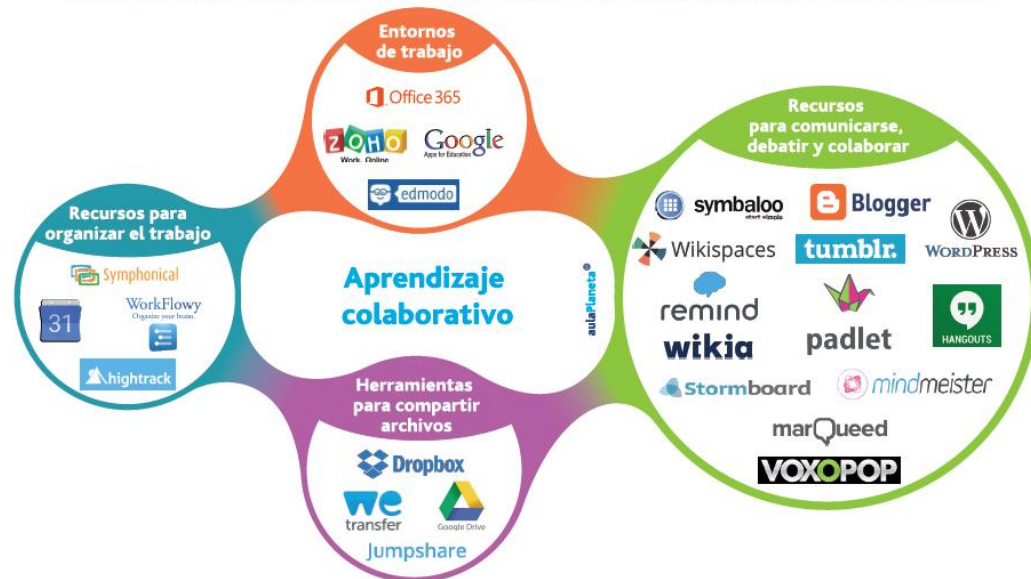 Entornos
de trabajo
Office 365
ZOHO
Work. Online
Google
Apps for Education
edmodo
Recursos
para comunicarse,
debatir y colaborar
symbaloo
start simple
Blogger
Wikispaces
tumblr.
WORDPRESS
remind
padlet
HANGOUTS
wikia
Stormboard
mindmeister
marQueed
VOXOPOP
Recursos para
organizar el trabajo
Symphonical
31
WorkFlowy
Organize your brain.
hightrack
Aprendizaje
colaborativo
aulaPlaneta
Herramientas
para compartir
archivos
Dropbox
we
transfer
Google Drive
Jumpshare